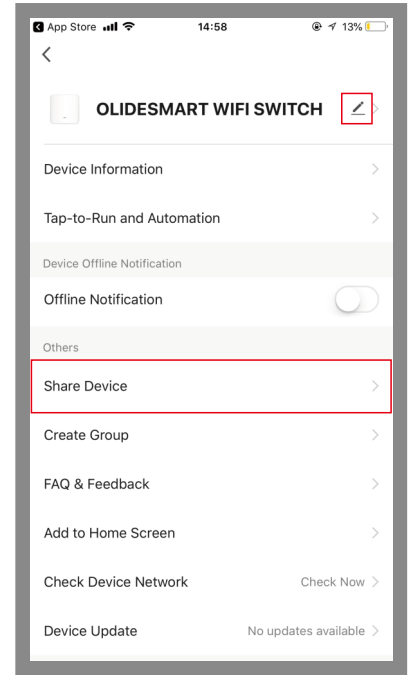 App Store 14:58 13%
OLIDESMART WIFI SWITCH
Device Information
Tap-to-Run and Automation
Device Offline Notification
Offline Notification
Others
Share Device
Create Group
FAQ & Feedback
Add to Home Screen
Check Device Network Check Now
Device Update No updates available